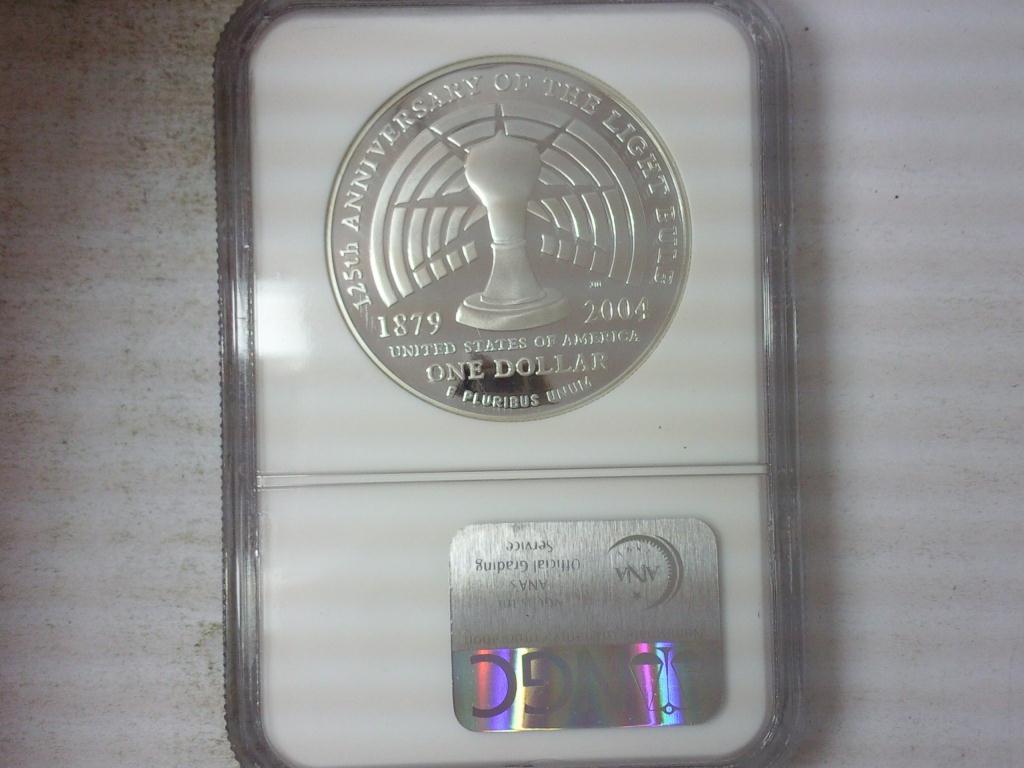 125th ANNIVERSARY OF THE LIGHT BULB
1879 2004
UNITED STATES OF AMERICA
ONE DOLLAR
E PLURIBUS UNUM
ANA
ANA's
Official Grading
Service
NGC